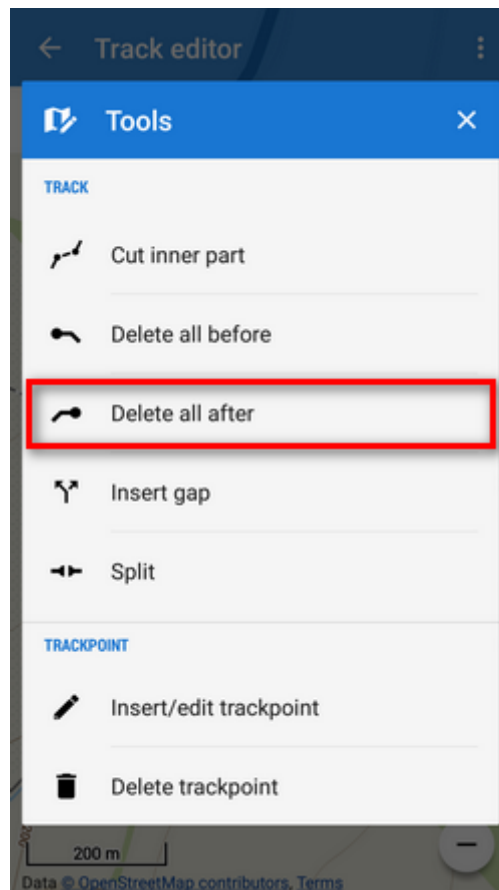 Track editor
Tools
TRACK
Cut inner part
Delete all before
Delete all after
Insert gap
Split
TRACKPOINT
Insert/edit trackpoint
Delete trackpoint
200
200 m
Data © OpenStreetMap contributors, Terms